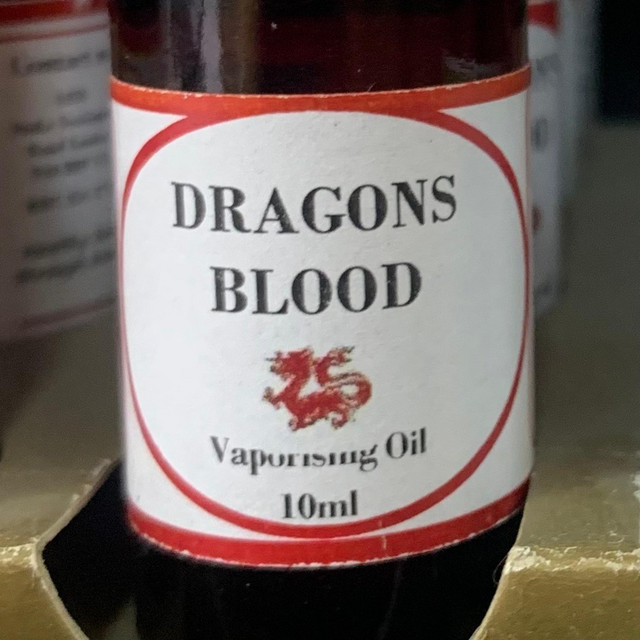 DRAGONS
BLOOD
Vaporising Oil
10ml